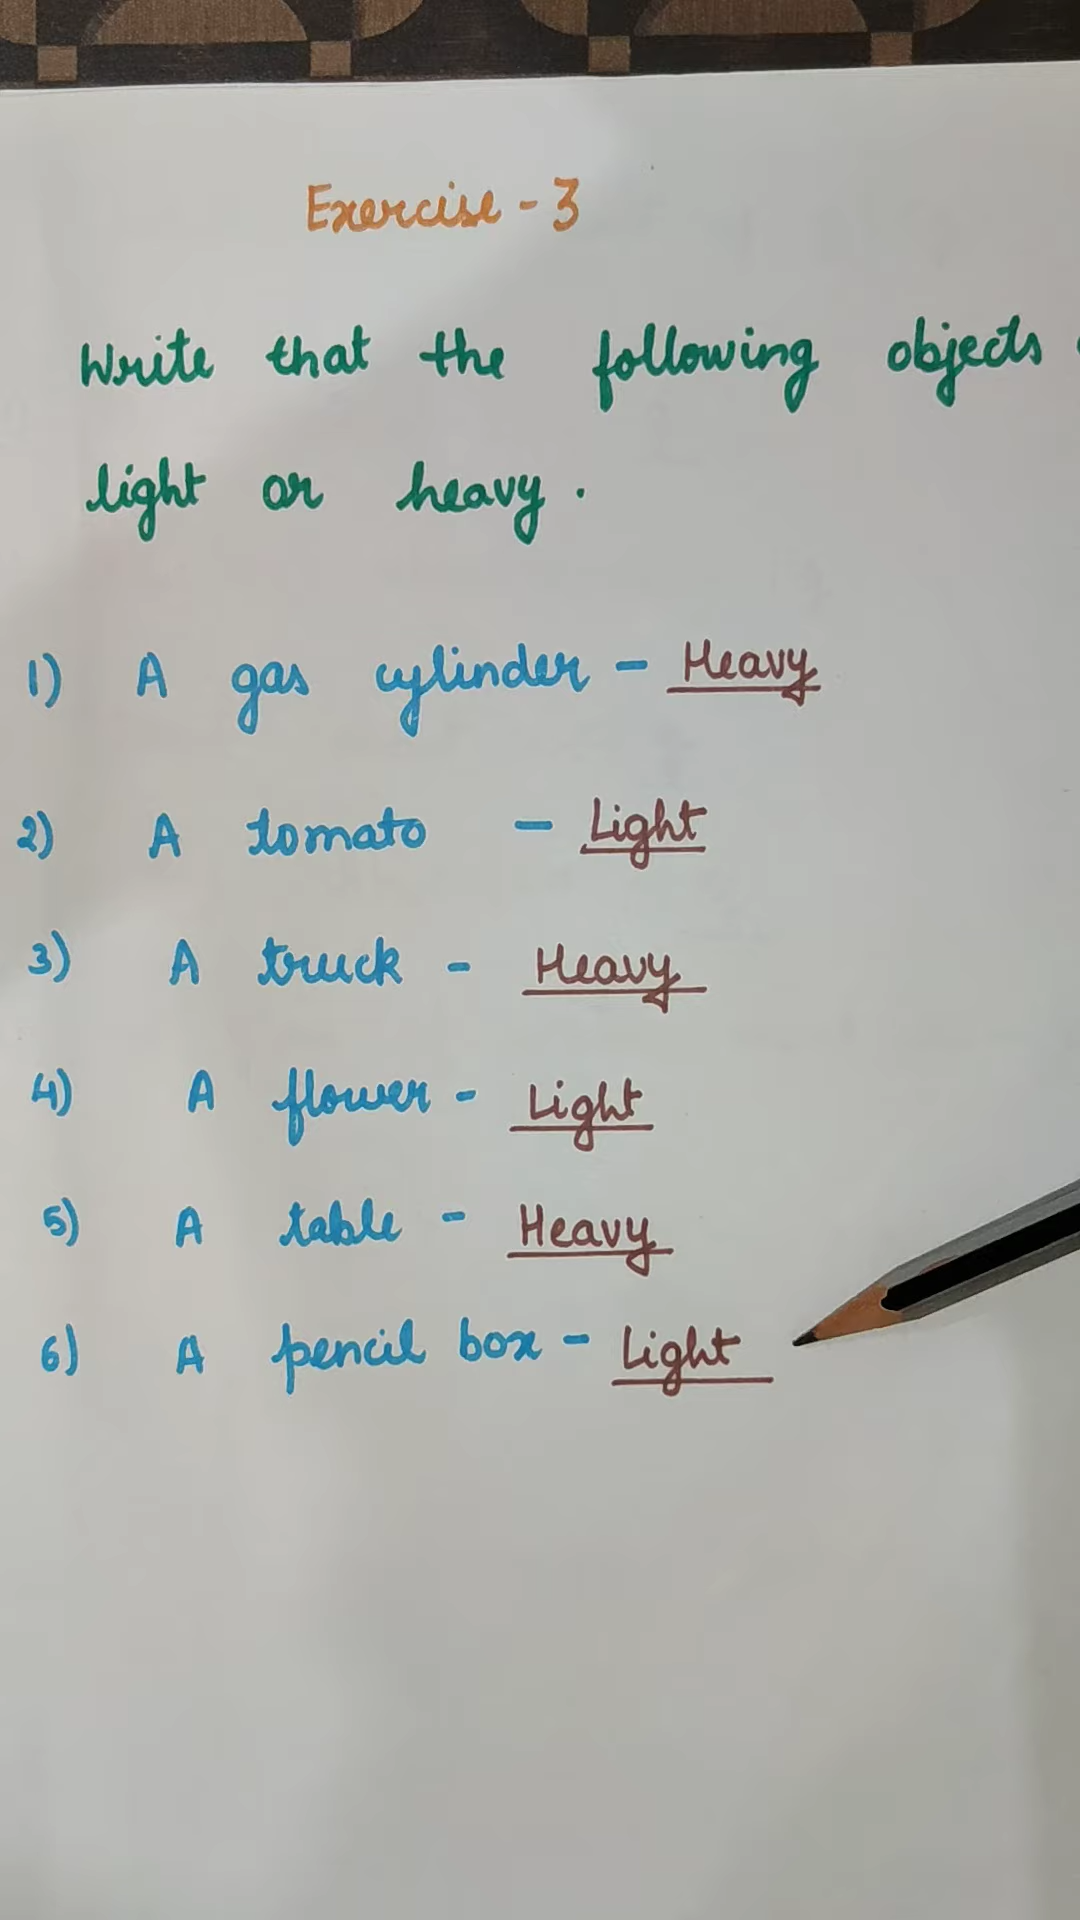 Exercise - 3
Write that the following objects
light or heavy.
1) A gas cylinder - Heavy
2) A tomato - Light
3) A truck - Heavy
4) A flower - Light
5) A table - Heavy
6) A pencil box - Light